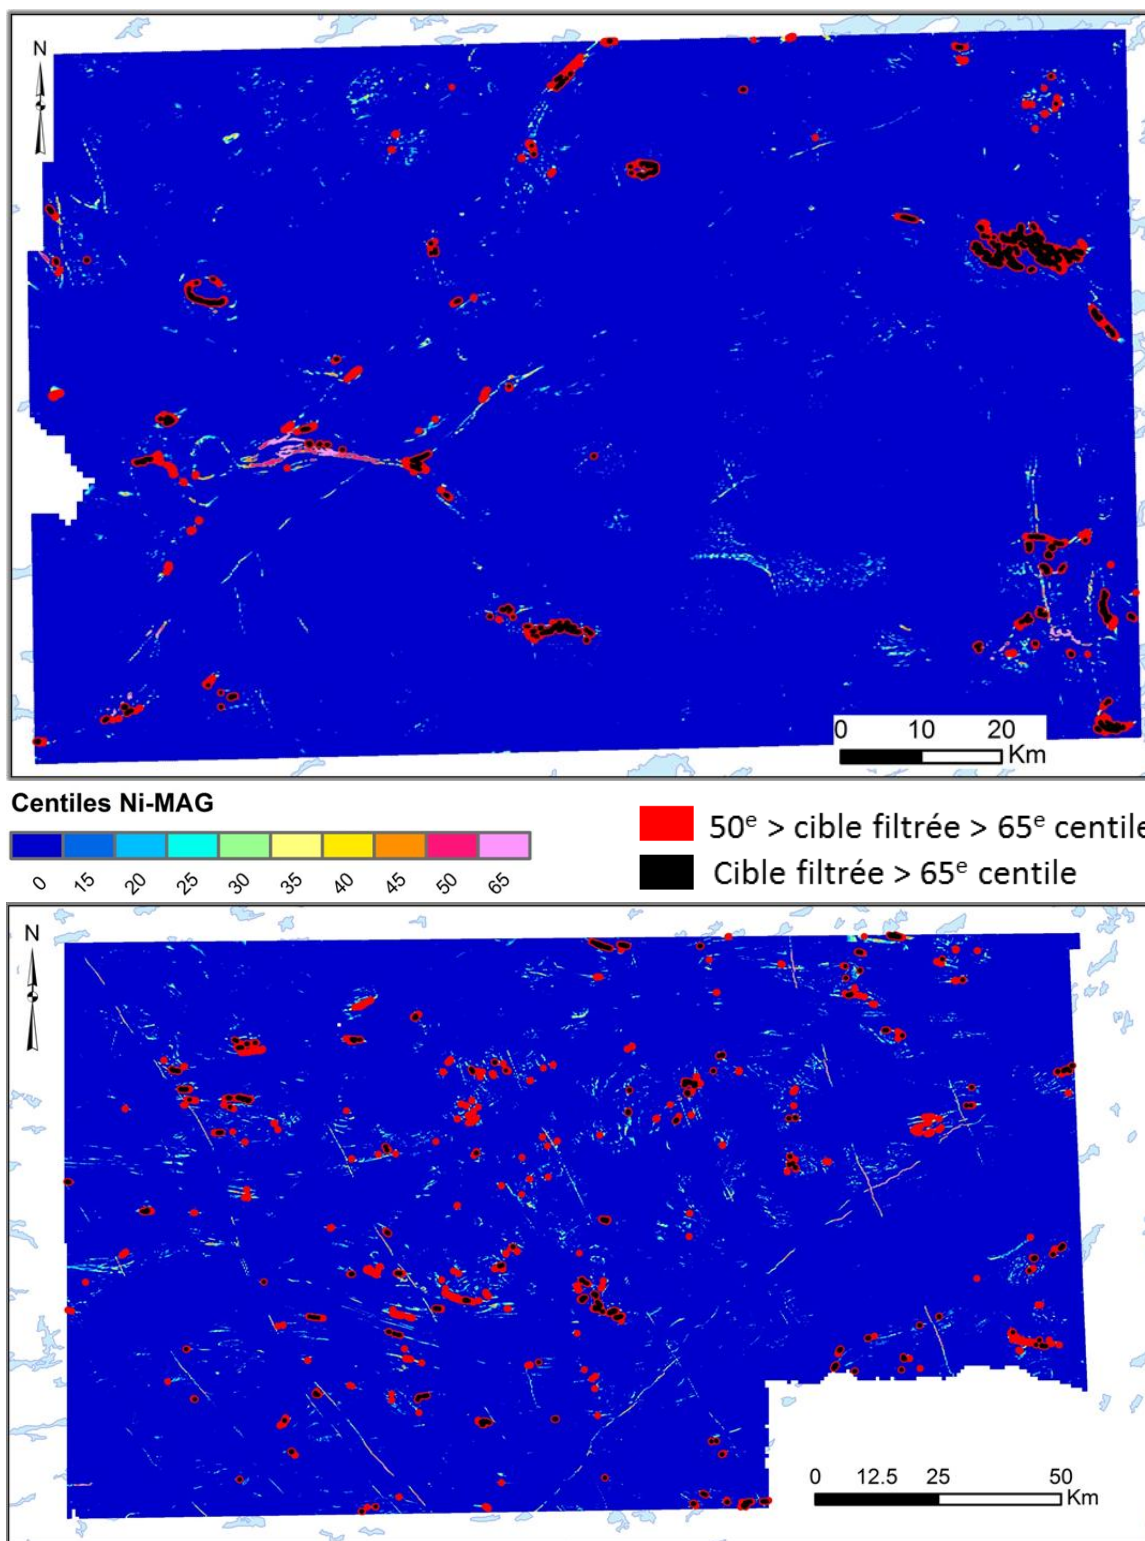 N
0 10 20
Km
Centiles Ni-MAG
0 15 20 25 30 35 40 45 50 65
50e > cible filtrée > 65e centile
Cible filtrée > 65e centile
N
0 12.5 25 50
Km